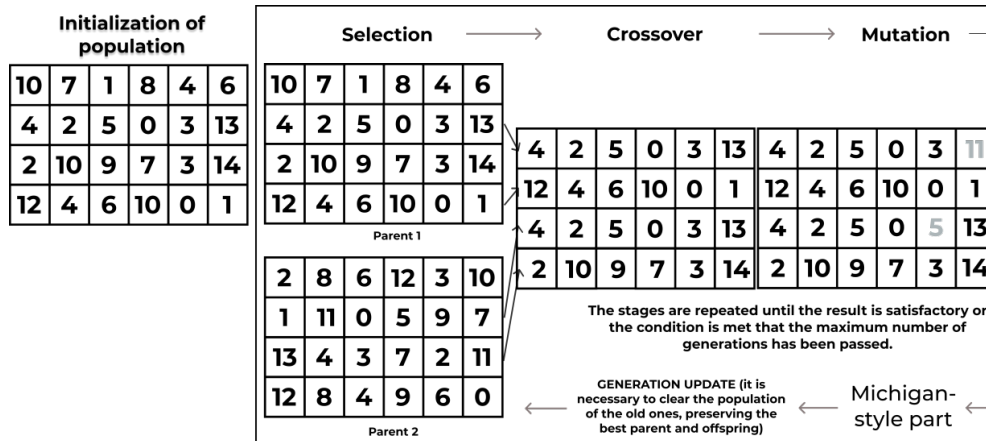 Initialization of
population
10 7 1 8 4 6
4 2 5 0 3 13
2 10 9 7 3 14
12 4 6 10 0 1
Selection
Crossover
Mutation
10 7 1 8 4 6
4 2 5 0 3 13
2 10 9 7 3 14
12 4 6 10 0 1
Parent 1
2 8 6 12 3 10
1 11 0 5 9 7
13 4 3 7 2 11
12 8 4 9 6 0
Parent 2
4 2 5 0 3 13
12 4 6 10 0 1
4 2 5 0 3 13
2 10 9 7 3 14
4 2 5 0 3 11
12 4 6 10 0 1
4 2 5 0 5 13
2 10 9 7 3 14
The stages are repeated until the result is satisfactory or
the condition is met that the maximum number of
generations has been passed.
GENERATION UPDATE (it is
necessary to clear the population
of the old ones, preserving the
best parent and offspring)
Michigan-
style part